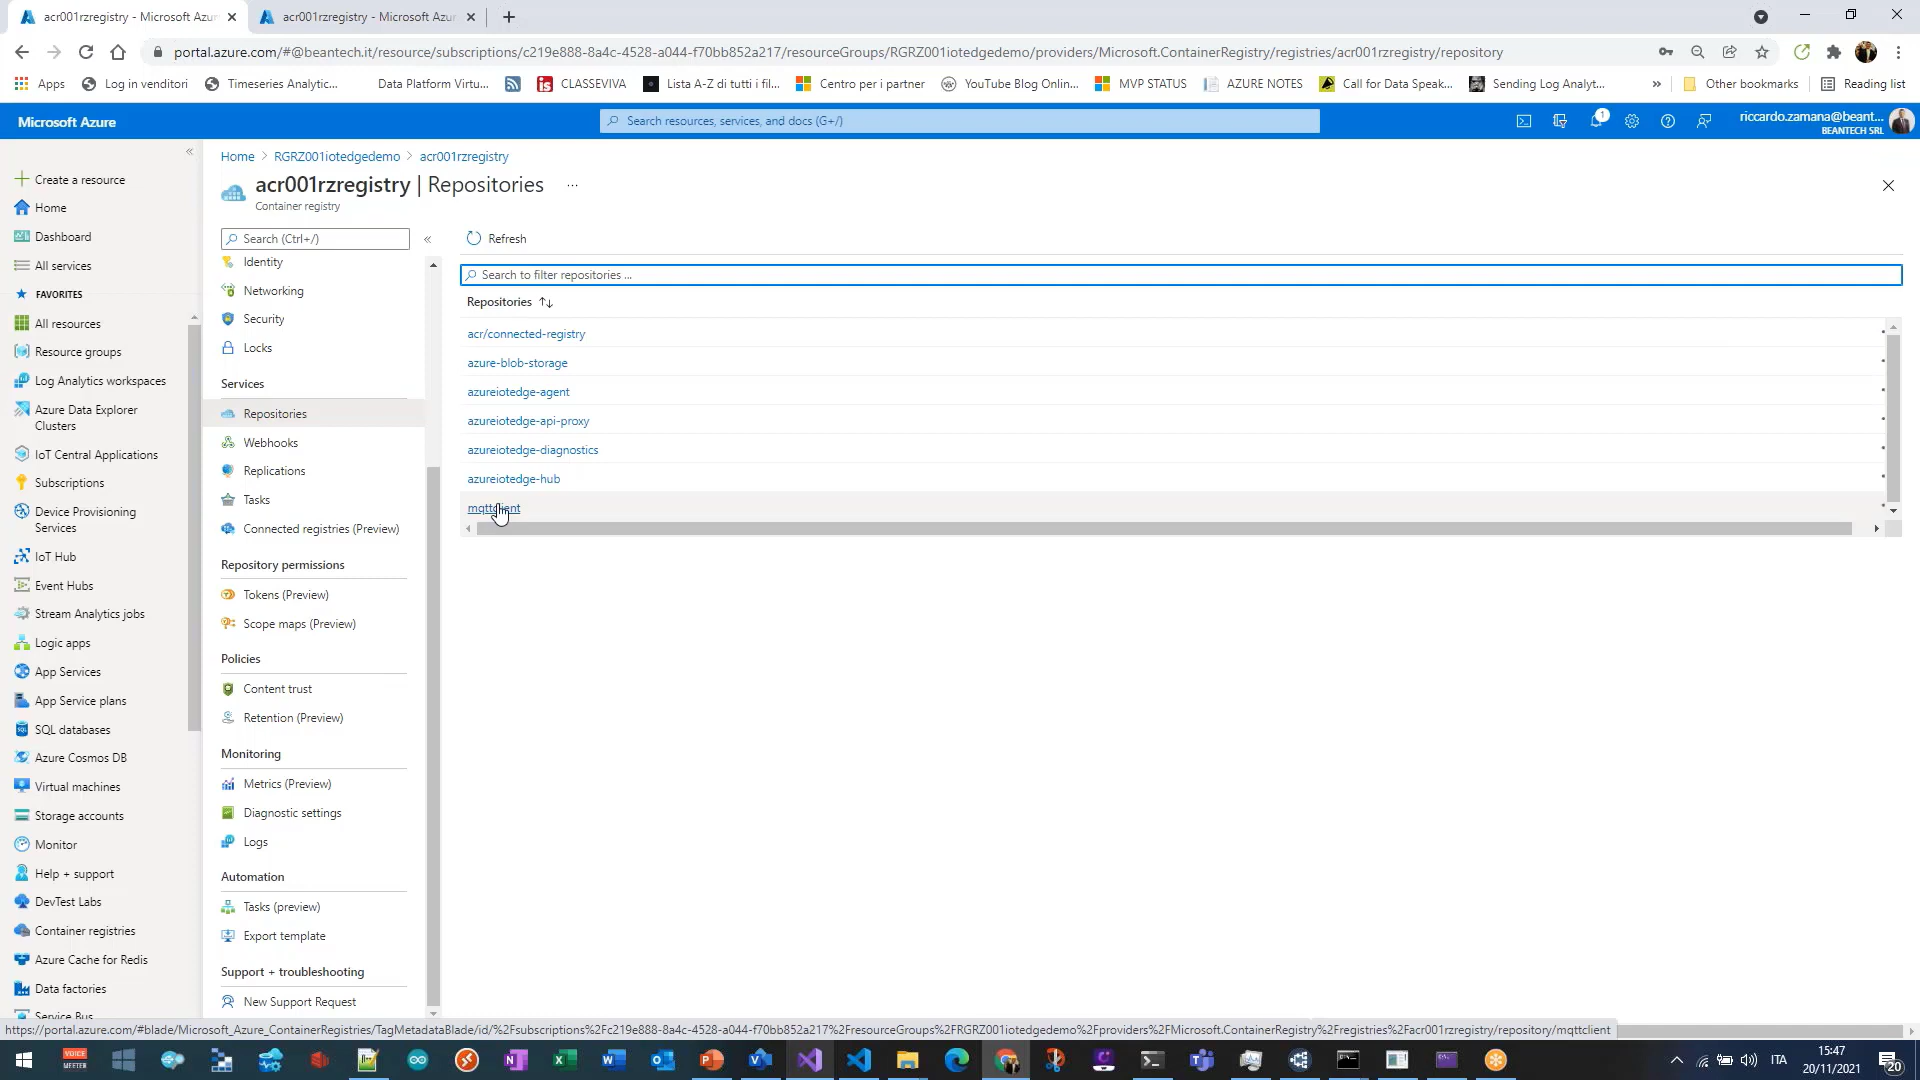 acr001rzregistry - Microsoft Azur
acr001rzregistry - Microsoft Azur
portal.azure.com/#@beantech.it/resource/subscriptions/c219e888-8a4c-4528-a044-f70bb852a217/resourceGroups/RGRZ001iotedgedemo/providers/Microsoft.ContainerRegistry/registries/acr001rzregistry/repository
Apps
Log in venditori
Timeseries Analytic...
Data Platform Virtu...
CLASSEVIVA
Lista A-Z di tutti i fil...
Centro per i partner
YouTube Blog Online...
MVP STATUS
AZURE NOTES
Call for Data Speak...
Sending Log Analyt...
»
Other bookmarks
Reading list
Microsoft Azure
Search resources, services, and docs (G+/)
1
riccardo.zamana@beant...
BEANTECH SRL
Home > RGRZ001iotedgedemo > acr001rzregistry
acr001rzregistry | Repositories ...
Container registry
Create a resource
Home
Dashboard
All services
FAVORITES
All resources
Resource groups
Log Analytics workspaces
Azure Data Explorer
Clusters
IoT Central Applications
Subscriptions
Device Provisioning
Services
IoT Hub
Event Hubs
Stream Analytics jobs
Logic apps
App Services
App Service plans
SQL databases
Azure Cosmos DB
Virtual machines
Storage accounts
Monitor
Help + support
DevTest Labs
Container registries
Azure Cache for Redis
Data factories
Service Bus
Search (Ctrl+/)
Identity
Networking
Security
Locks
Services
Repositories
Webhooks
Replications
Tasks
Connected registries (Preview)
Repository permissions
Tokens (Preview)
Scope maps (Preview)
Policies
Content trust
Retention (Preview)
Monitoring
Metrics (Preview)
Diagnostic settings
Logs
Automation
Tasks (preview)
Export template
Support + troubleshooting
New Support Request
Refresh
Search to filter repositories ...
Repositories
acr/connected-registry
azure-blob-storage
azureiotedge-agent
azureiotedge-api-proxy
azureiotedge-diagnostics
azureiotedge-hub
mqttclient
https://portal.azure.com/#blade/Microsoft_Azure_ContainerRegistries/TagMetadataBlade/id/%2Fsubscriptions%2Fc219e888-8a4c-4528-a044-f70bb852a217%2FresourceGroups%2FRGRZ001iotedgedemo%2Fproviders%2FMicrosoft.ContainerRegistry%2Fregistries%2Facr001rzregistry/repository/mqttclient
VOICE
MEETER
ITA
15:47
20/11/2021
20